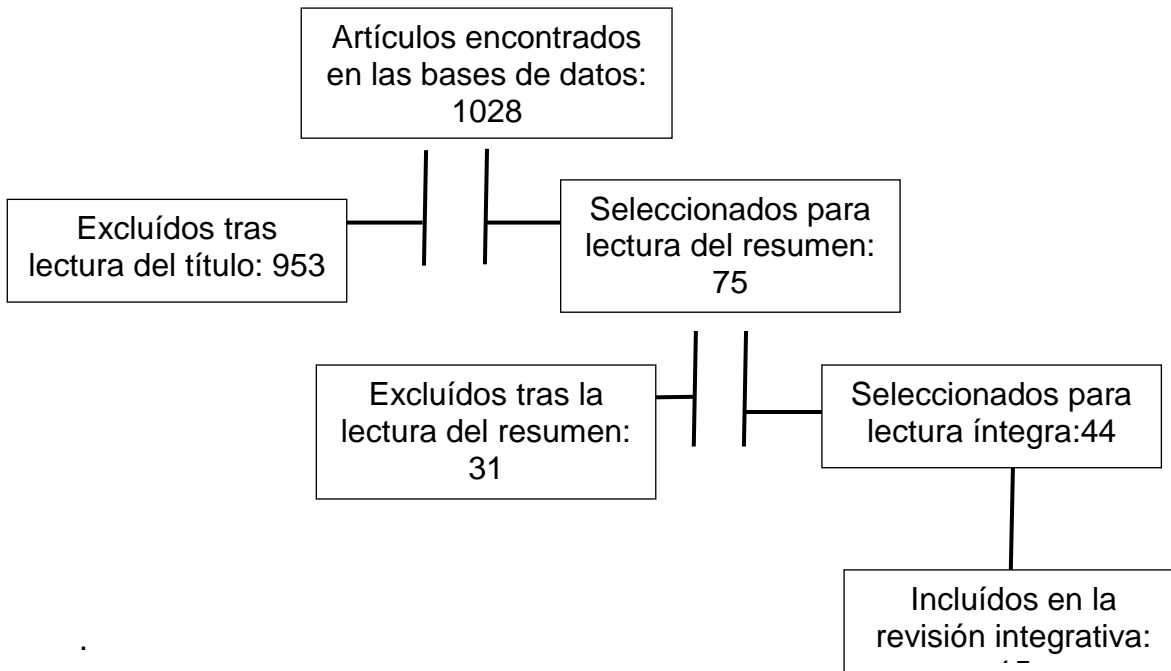 Artículos encontrados
en las bases de datos:
1028
Excluídos tras
lectura del título: 953
Seleccionados para
lectura del resumen:
75
Excluídos tras la
lectura del resumen:
31
Seleccionados para
lectura íntegra:44
Incluídos en la
revisión integrativa:
.